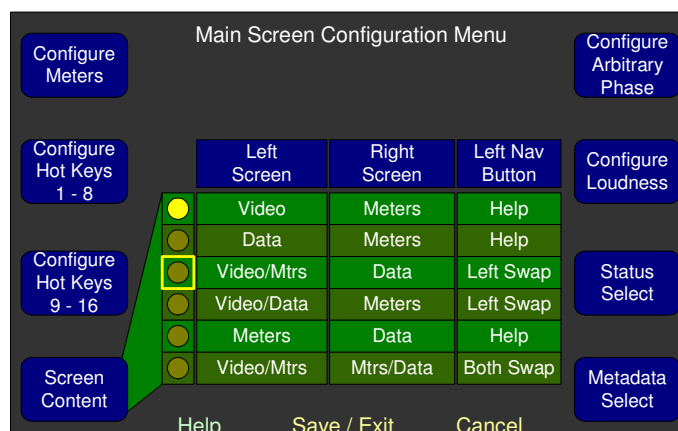 Main Screen Configuration Menu
Configure
Meters
Configure
Arbitrary
Phase
Configure
Hot Keys
1 - 8
Left
Screen
Right
Screen
Left Nav
Button
Configure
Loudness
Video Meters Help
Data Meters Help
Configure
Hot Keys
9 - 16
Video/Mtrs Data Left Swap
Video/Data Meters Left Swap
Status
Select
Meters Data Help
Video/Mtrs Mtrs/Data Both Swap
Screen
Content
Metadata
Select
Help Save / Exit Cancel